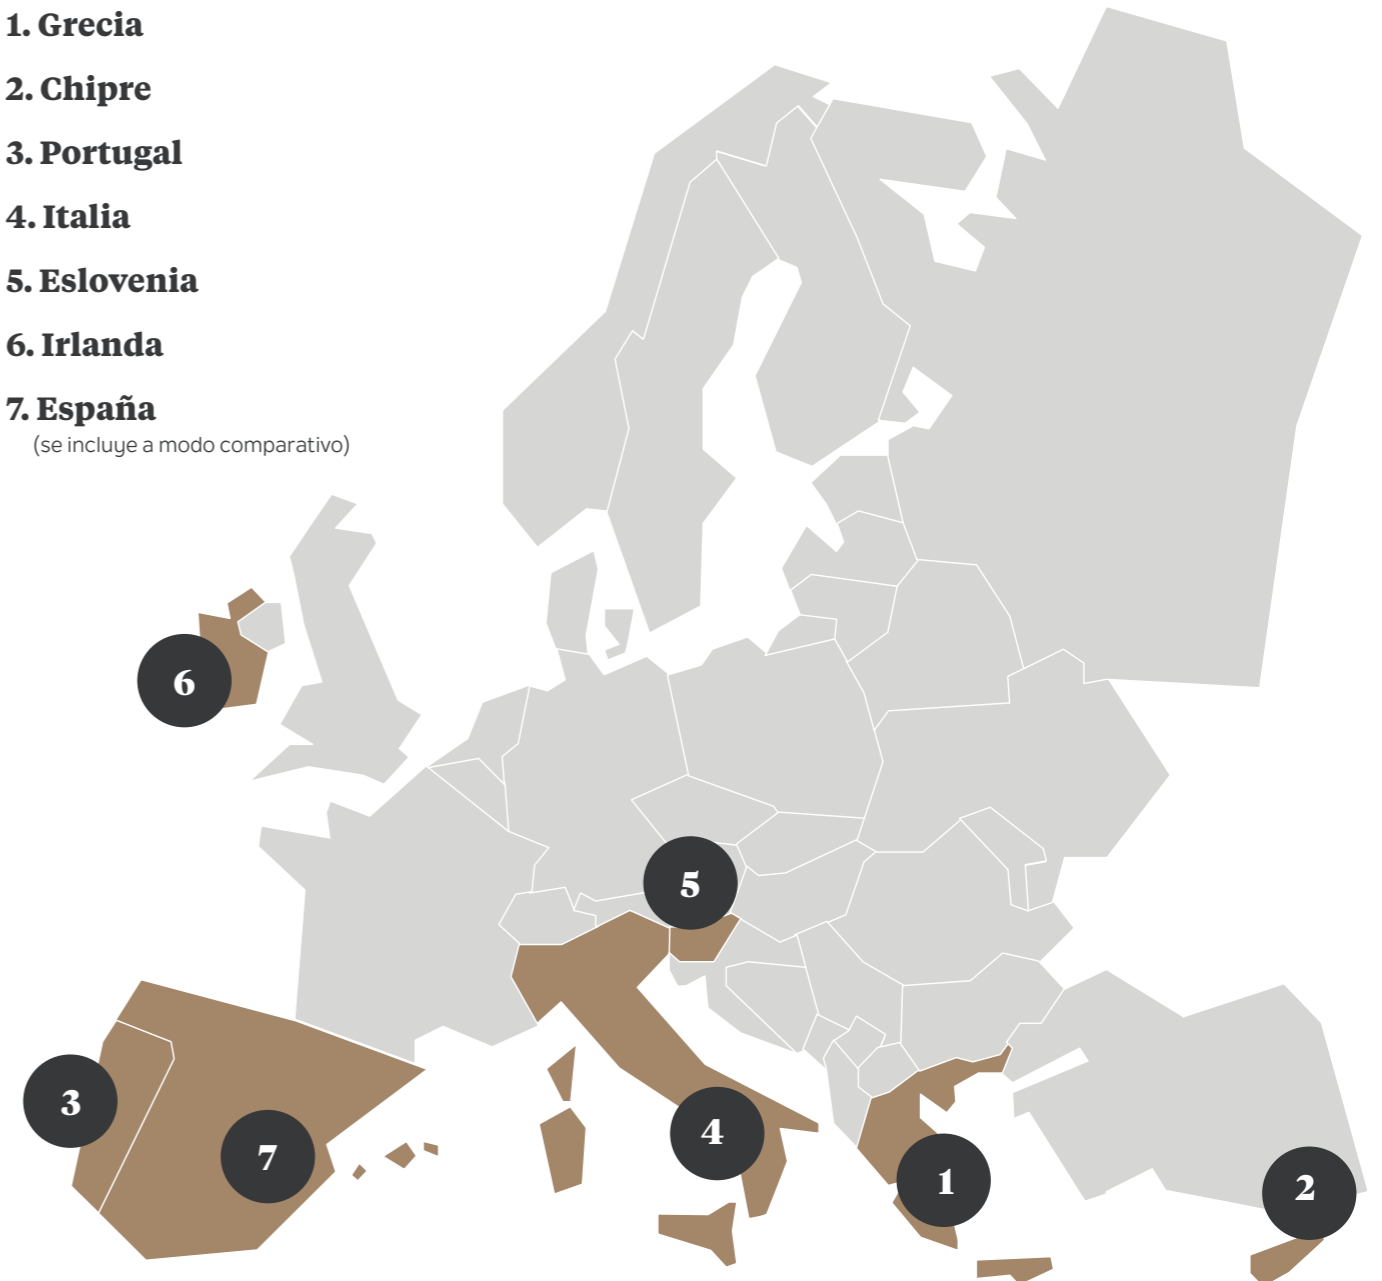 1. Grecia
2. Chipre
3. Portugal
4. Italia
5. Eslovenia
6. Irlanda
7. España
(se incluye a modo comparativo)
6
5
3
7
4
1
2